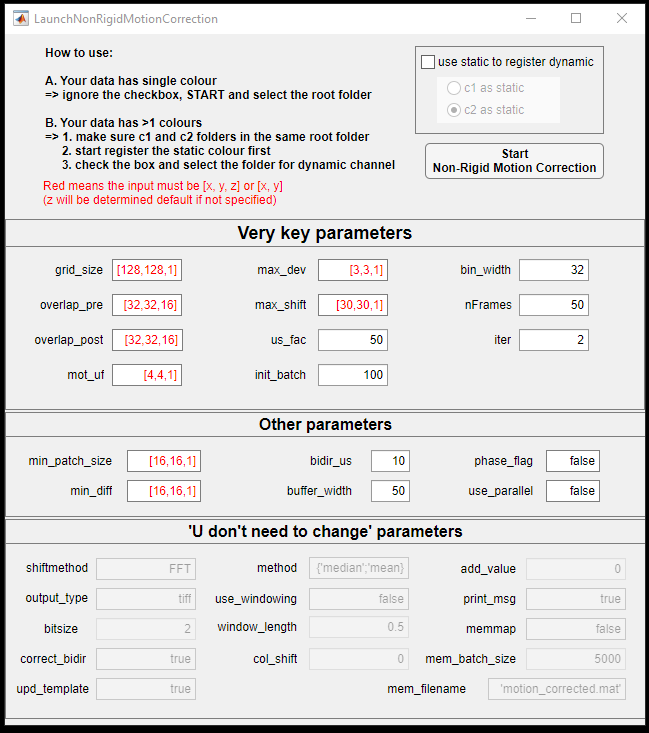 LaunchNonRigidMotionCorrection
How to use:
A. Your data has single colour
=> ignore the checkbox, START and select the root folder
B. Your data has >1 colours
=> 1. make sure c1 and c2 folders in the same root folder
2. start register the static colour first
3. check the box and select the folder for dynamic channel
Red means the input must be [x, y, z] or [x, y]
(z will be determined default if not specified)
use static to register dynamic
c1 as static
c2 as static
Start
Non-Rigid Motion Correction
Very key parameters
grid_size [128,128,1] max_dev [3,3,1] bin_width 32
overlap_pre [32,32,16] max_shift [30,30,1] nFrames 50
overlap_post [32,32,16] us_fac 50 iter 2
mot_uf [4,4,1] init_batch 100
Other parameters
min_patch_size [16,16,1] bidir_us 10 phase_flag false
min_diff [16,16,1] buffer_width 50 use_parallel false
'U don't need to change' parameters
shiftmethod FFT method {'median';'mean} add_value 0
output_type tiff use_windowing false print_msg true
bitsize 2 window_length 0.5 memmap false
correct_bidir true col_shift 0 mem_batch_size 5000
upd_template true mem_filename 'motion_corrected.mat'